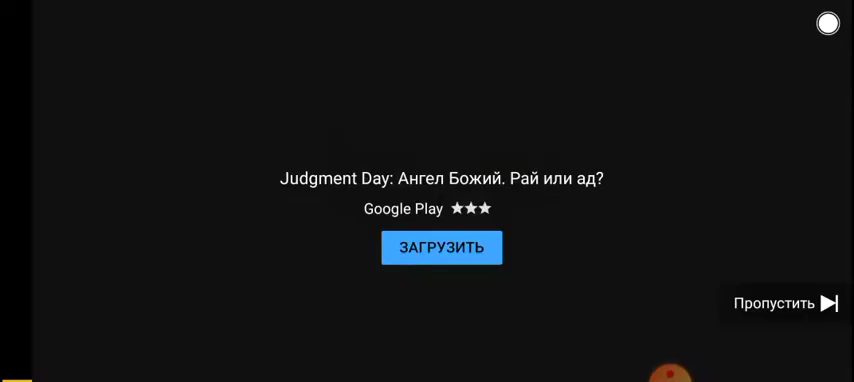 Judgment Day: Ангел Божий. Рай или ад?
Google Play
ЗАГРУЗИТЬ
Пропустить